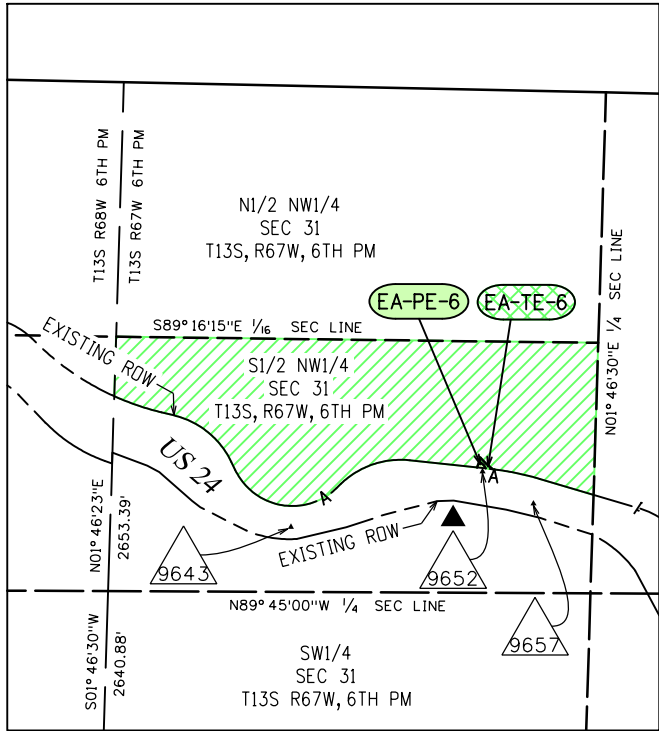 T13S R68W 6TH PM
T13S R67W 6TH PM
N1/2 NW1/4
SEC 31
T13S, R67W, 6TH PM
EA-PE-6
EA-TE-6
N01°46'30"E 1/4 SEC LINE
S89°16'15"E 1/16 SEC LINE
EXISTING ROW
S1/2 NW1/4
SEC 31
T13S, R67W, 6TH PM
US 24
A
A
N01°46'23"E
2653.39'
EXISTING ROW
9643
9652
9657
N89°45'00"W 1/4 SEC LINE
S01°46'30"W
2640.88'
SW1/4
SEC 31
T13S R67W, 6TH PM